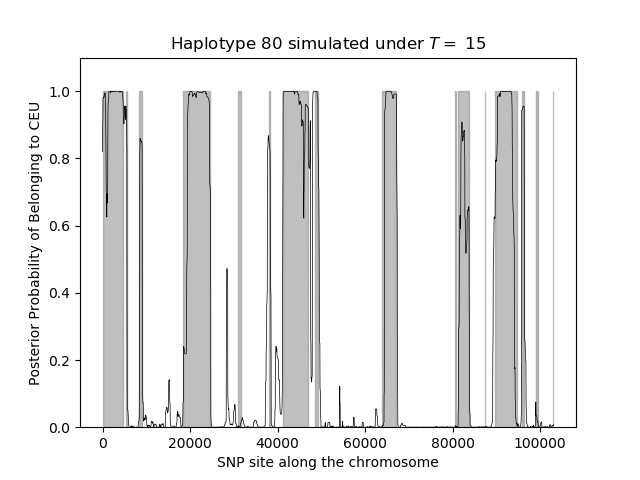 Haplotype 80 simulated under T = 15
Posterior Probability of Belonging to CEU
1.0
0.8
0.6
0.4
0.2
0.0
0 20000 40000 60000 80000 100000
SNP site along the chromosome